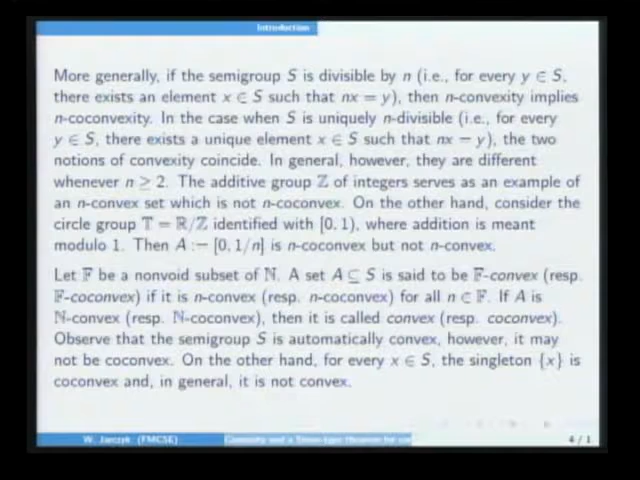 Introduction
More generally, if the semigroup S is divisible by n (i.e., for every y ∈ S,
there exists an element x ∈ S such that nx = y), then n-convexity implies
n-coconvexity. In the case when S is uniquely n-divisible (i.e., for every
y ∈ S, there exists a unique element x ∈ S such that nx = y), the two
notions of convexity coincide. In general, however, they are different
whenever n ≥ 2. The additive group ℤ of integers serves as an example of
an n-convex set which is not n-coconvex. On the other hand, consider the
circle group 𝕋 = ℝ/ℤ identified with [0, 1), where addition is meant
modulo 1. Then A := [0, 1/n] is n-coconvex but not n-convex.
Let 𝔽 be a nonvoid subset of ℕ. A set A ⊆ S is said to be 𝔽-convex (resp.
𝔽-coconvex) if it is n-convex (resp. n-coconvex) for all n ∈ 𝔽. If A is
ℕ-convex (resp. ℕ-coconvex), then it is called convex (resp. coconvex).
Observe that the semigroup S is automatically convex, however, it may
not be coconvex. On the other hand, for every x ∈ S, the singleton {x} is
coconvex and, in general, it is not convex.
W. Jarczyk (FMCSE)
Convexity and a Stone-type theorem for
4 / 1